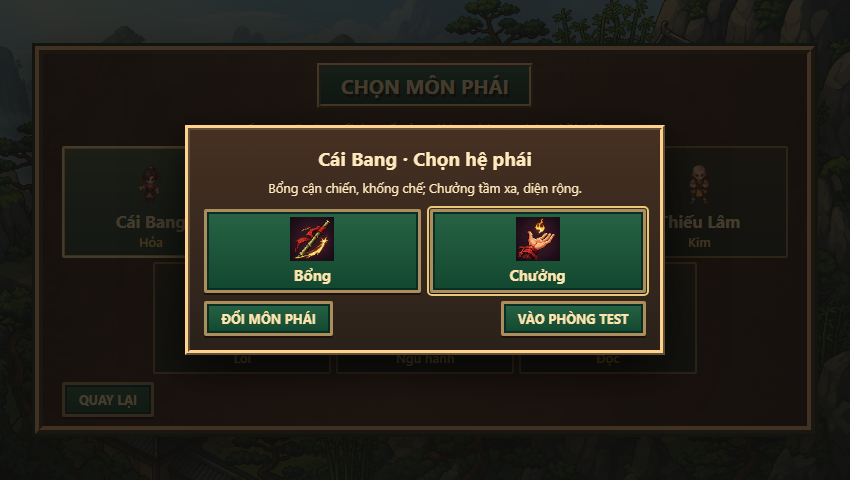 CHỌN MÔN PHÁI
Cái Bang · Chọn hệ phái
Bổng cận chiến, khống chế; Chưởng tầm xa, diện rộng.
Cái Bang
Hỏa
Thiếu Lâm
Kim
Bổng
Chưởng
ĐỔI MÔN PHÁI
VÀO PHÒNG TEST
Lôi
Ngũ hành
Độc
QUAY LẠI